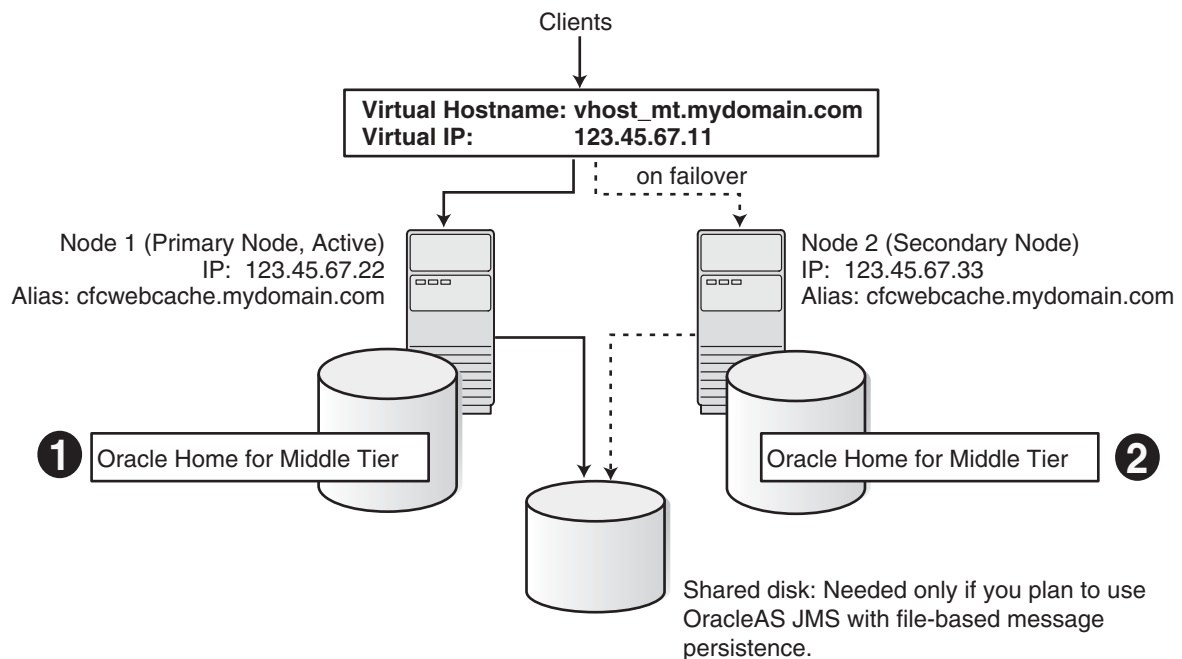 Clients
Virtual Hostname: vhost_mt.mydomain.com
Virtual IP: 123.45.67.11
on failover
Node 1 (Primary Node, Active)
IP: 123.45.67.22
Alias: cfcwebcache.mydomain.com
Node 2 (Secondary Node)
IP: 123.45.67.33
Alias: cfcwebcache.mydomain.com
1 Oracle Home for Middle Tier
Oracle Home for Middle Tier 2
Shared disk: Needed only if you plan to use
OracleAS JMS with file-based message
persistence.